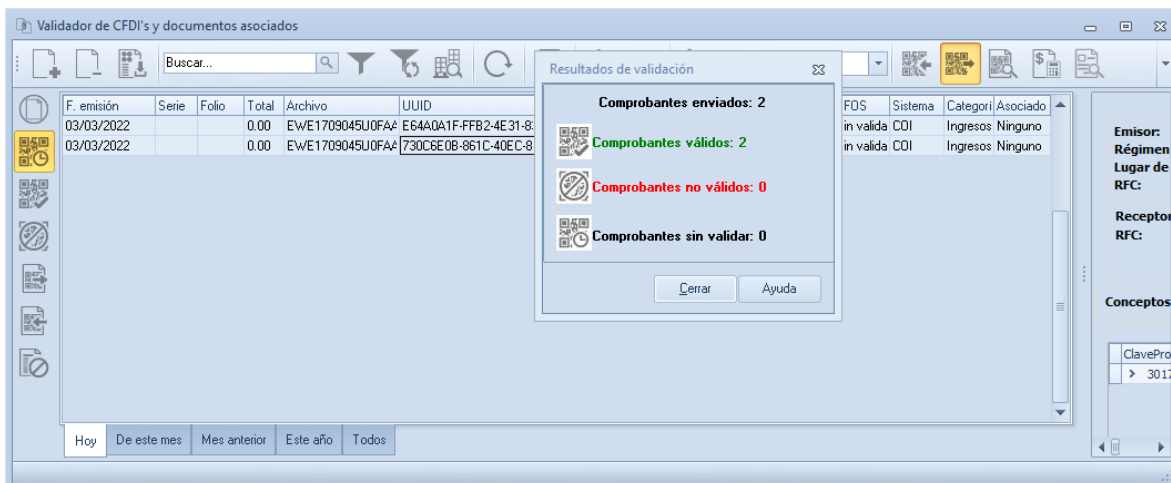 Validador de CFDI's y documentos asociados
Buscar...
F. emisión Serie Folio Total Archivo UUID FOS Sistema Categorí Asociado
03/03/2022 0.00 EWE1709045U0FAA E64A0A1F-FFB2-4E31-8 in valida COI Ingresos Ninguno
03/03/2022 0.00 EWE1709045U0FAA 730C6E0B-861C-40EC-8 in valida COI Ingresos Ninguno
Resultados de validación
Comprobantes enviados: 2
Comprobantes válidos: 2
Comprobantes no válidos: 0
Comprobantes sin validar: 0
Cerrar Ayuda
Emisor:
Régimen
Lugar de
RFC:
Receptor
RFC:
Conceptos
ClavePro
> 3017
Hoy De este mes Mes anterior Este año Todos